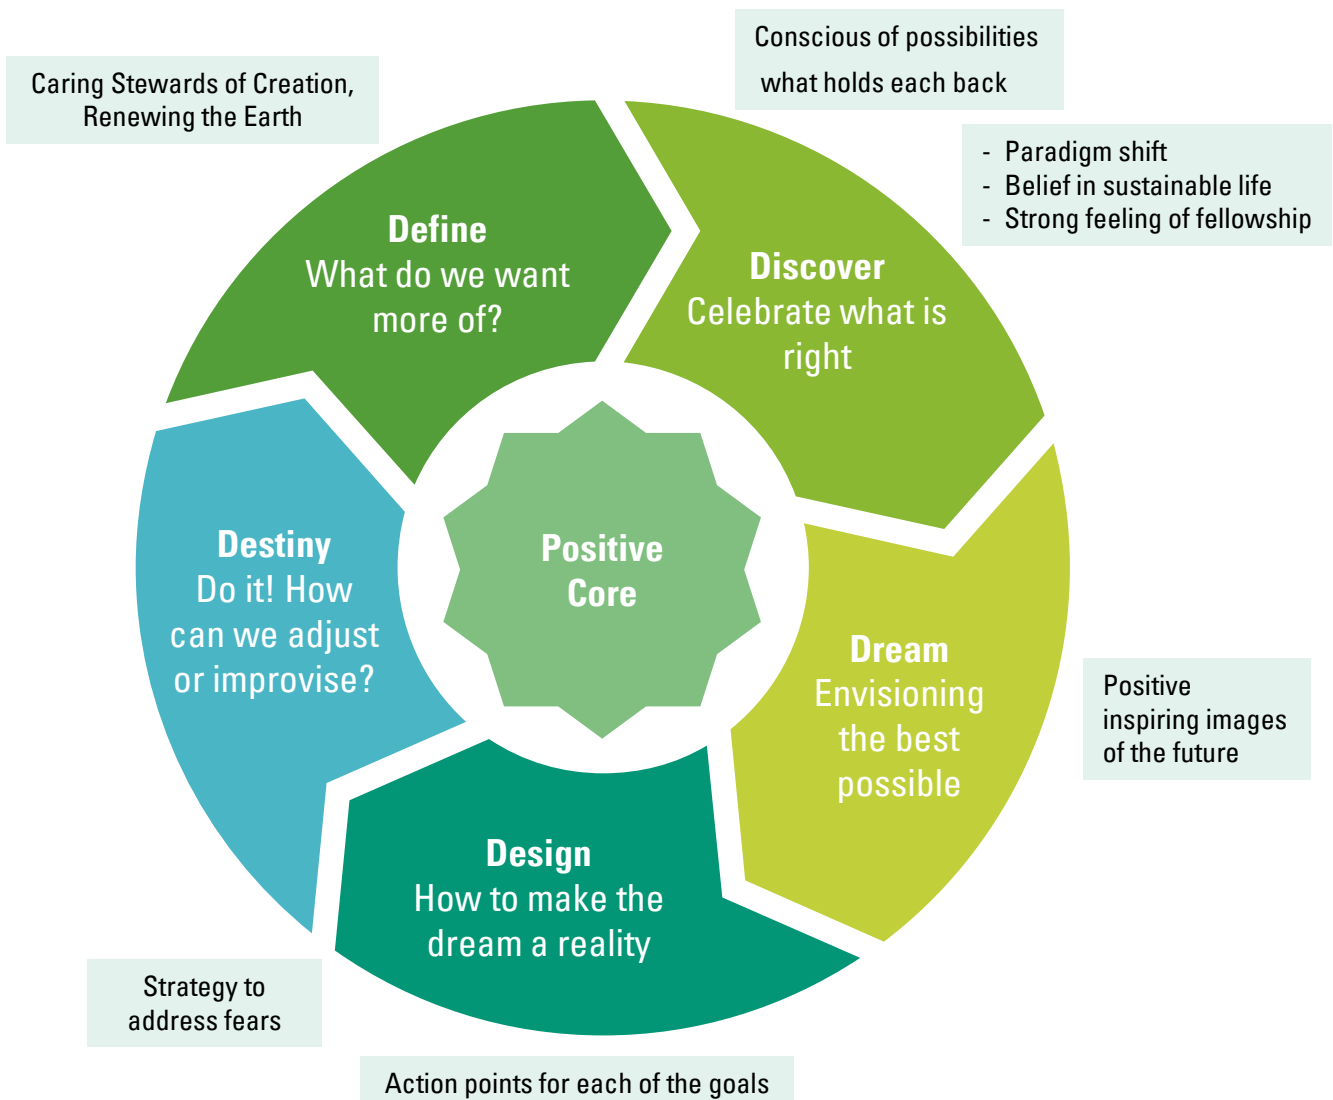 Conscious of possibilities
what holds each back
Caring Stewards of Creation,
Renewing the Earth
- Paradigm shift
- Belief in sustainable life
- Strong feeling of fellowship
Define
What do we want
more of?
Discover
Celebrate what is
right
Destiny
Do it! How
can we adjust
or improvise?
Positive
Core
Dream
Envisioning
the best
possible
Positive
inspiring images
of the future
Design
How to make the
dream a reality
Strategy to
address fears
Action points for each of the goals